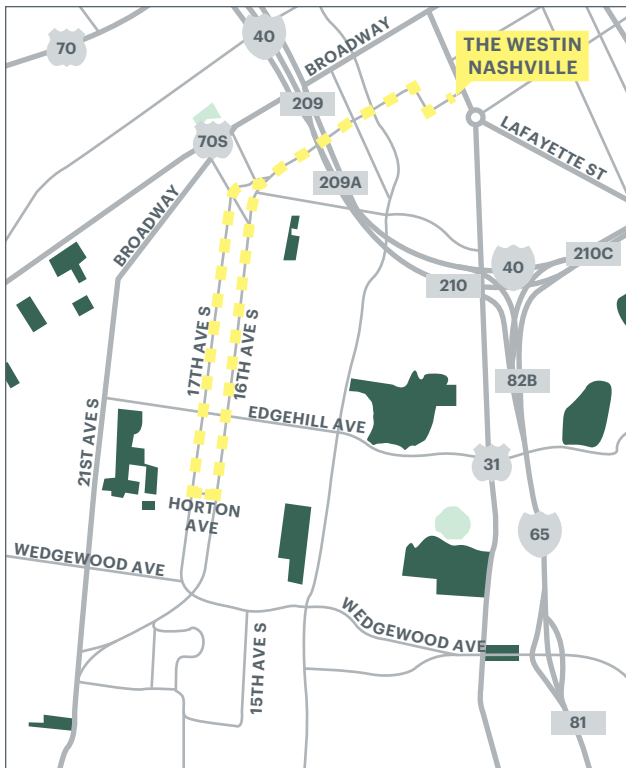 70
40
BROADWAY
THE WESTIN
NASHVILLE
209
70S
LAFAYETTE ST
209A
BROADWAY
40
210C
210
17TH AVE S
16TH AVE S
82B
EDGEHILL AVE
21ST AVE S
31
HORTON
AVE
65
WEDGEWOOD AVE
WEDGEWOOD AVE
15TH AVE S
81